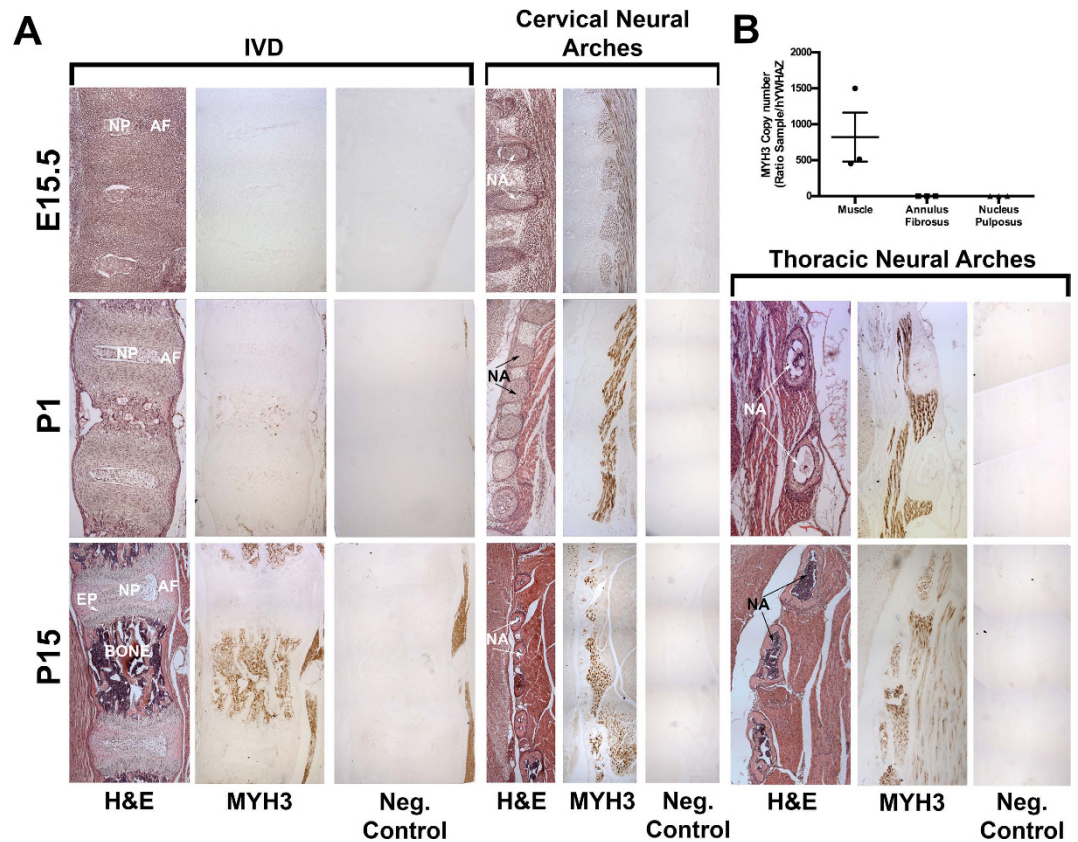 A
IVD
Cervical Neural
Arches
B
2000
1500
1000
500
0
MYH3 Copy number
(Ratio Sample/hYWHAZ
Muscle
Annulus
Fibrosus
Nucleus
Pulposus
Thoracic Neural Arches
E15.5
NP
AF
NA
P1
NP
AF
NA
NA
P15
EP
NP
AF
BONE
NA
NA
H&E
MYH3
Neg.
Control
H&E
MYH3
Neg.
Control
H&E
MYH3
Neg.
Control